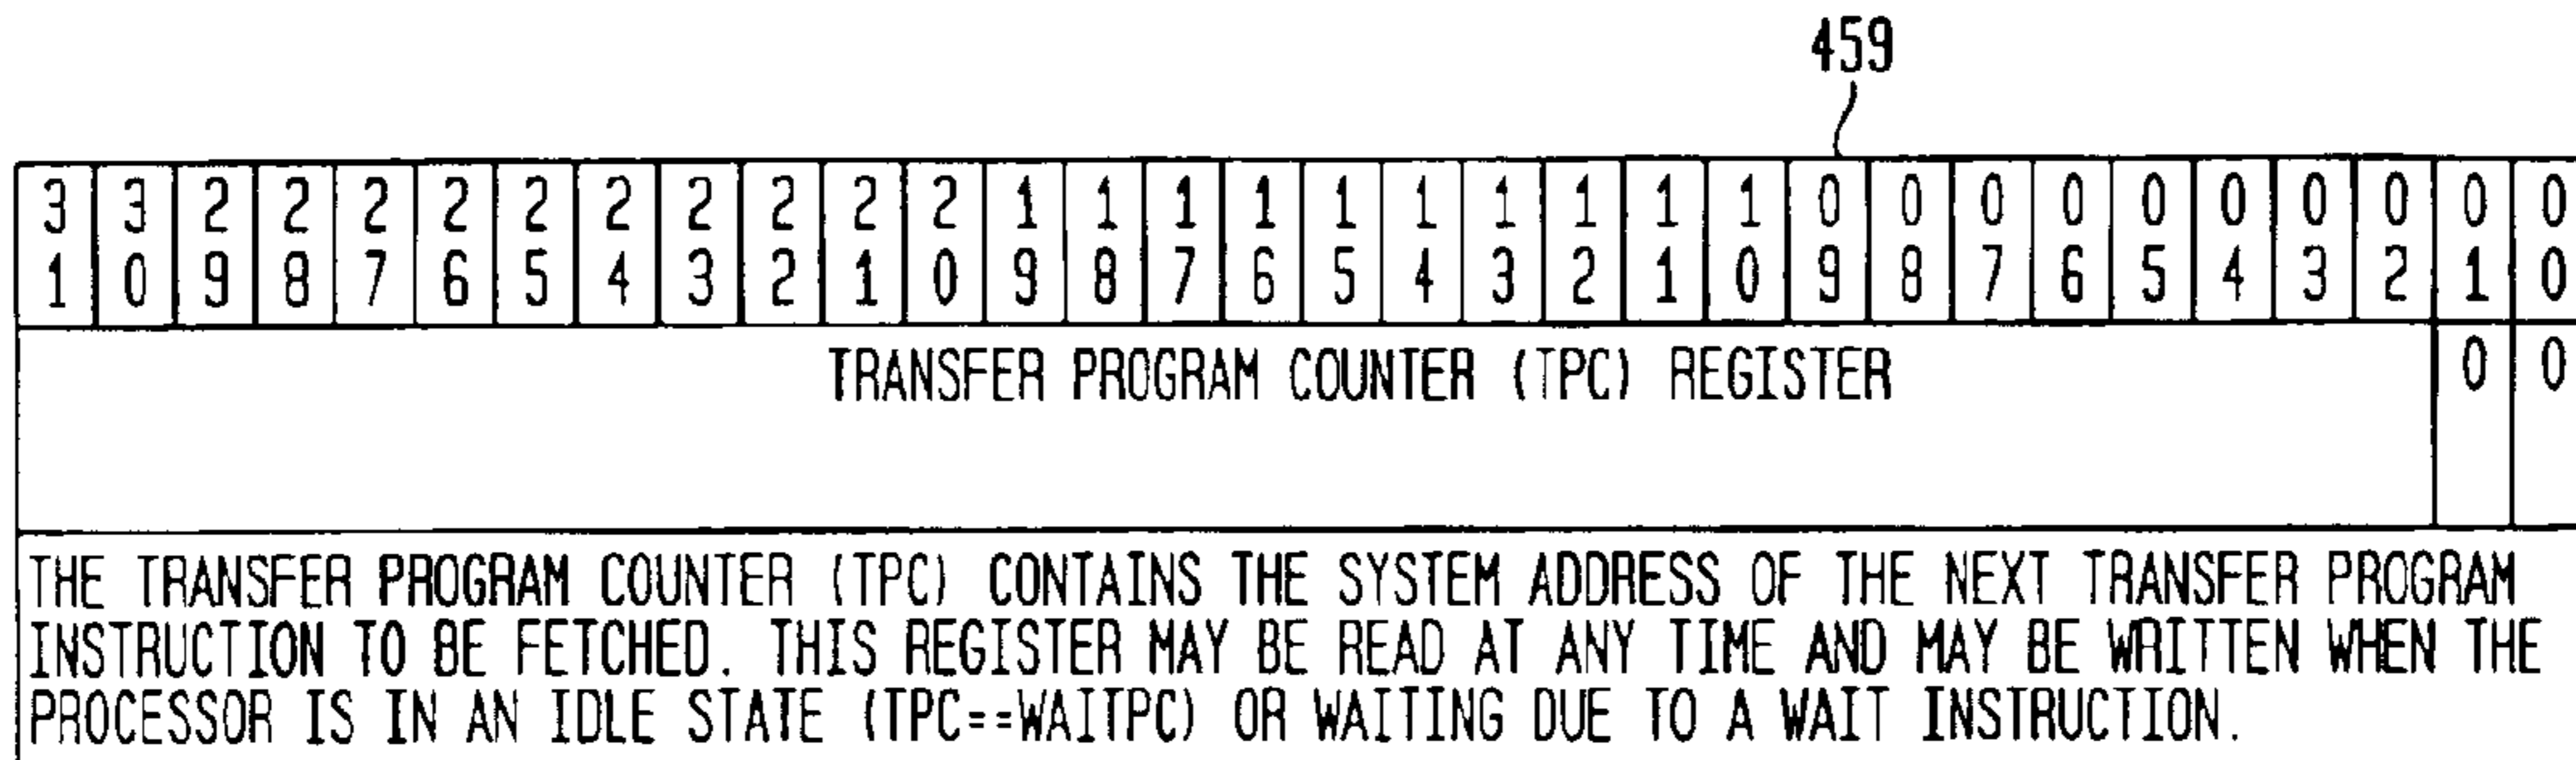 459
3 3 2 2 2 2 2 2 2 2 2 2 1 1 1 1 1 1 1 1 1 1 0 0 0 0 0 0 0 0 0 0
1 0 9 8 7 6 5 4 3 2 1 0 9 8 7 6 5 4 3 2 1 0 9 8 7 6 5 4 3 2 1 0
TRANSFER PROGRAM COUNTER (TPC) REGISTER 0 0
THE TRANSFER PROGRAM COUNTER (TPC) CONTAINS THE SYSTEM ADDRESS OF THE NEXT TRANSFER PROGRAM
INSTRUCTION TO BE FETCHED. THIS REGISTER MAY BE READ AT ANY TIME AND MAY BE WRITTEN WHEN THE
PROCESSOR IS IN AN IDLE STATE (TPC==WAITPC) OR WAITING DUE TO A WAIT INSTRUCTION.